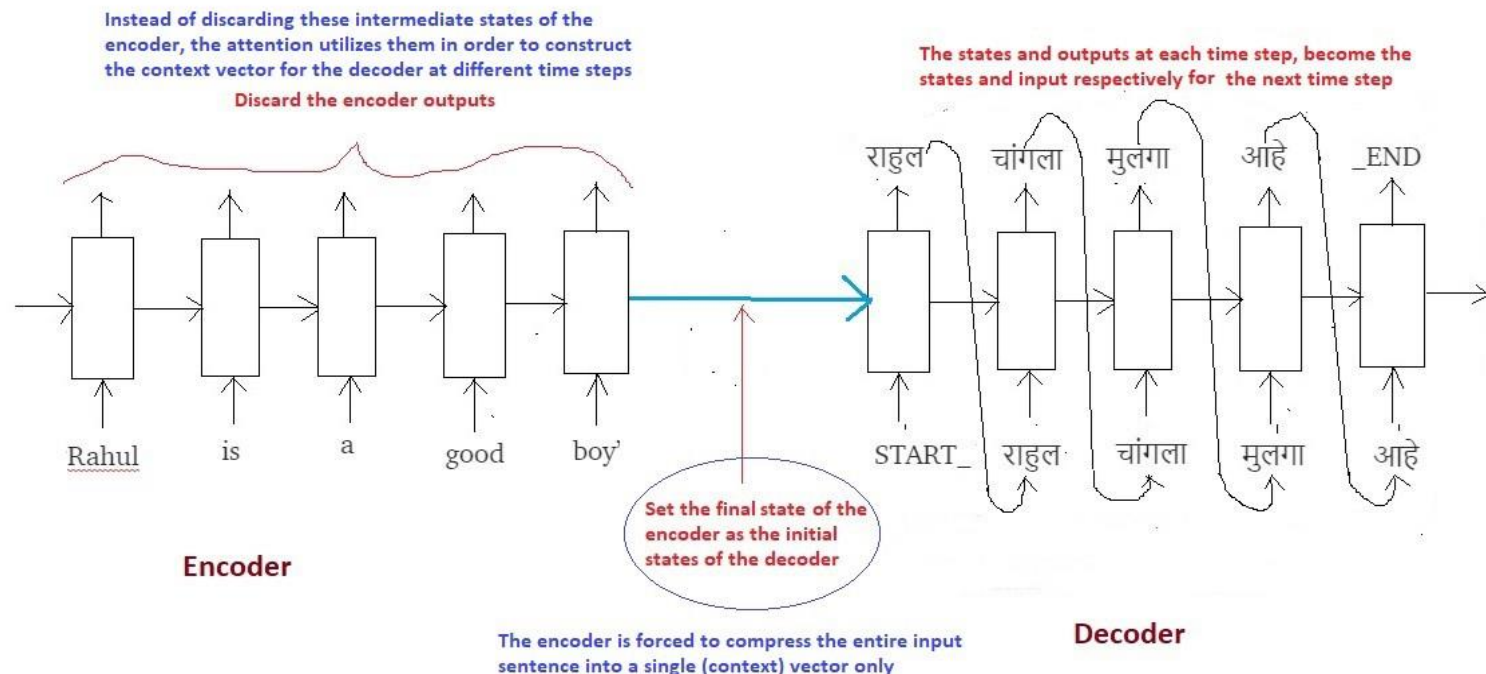 Instead of discarding these intermediate states of the
encoder, the attention utilizes them in order to construct
the context vector for the decoder at different time steps
Discard the encoder outputs
The states and outputs at each time step, become the
states and input respectively for the next time step
राहुल चांगला मुलगा आहे _END
Rahul is a good boy'
START_ राहुल चांगला मुलगा आहे
Set the final state of the
encoder as the initial
states of the decoder
Encoder
Decoder
The encoder is forced to compress the entire input
sentence into a single (context) vector only